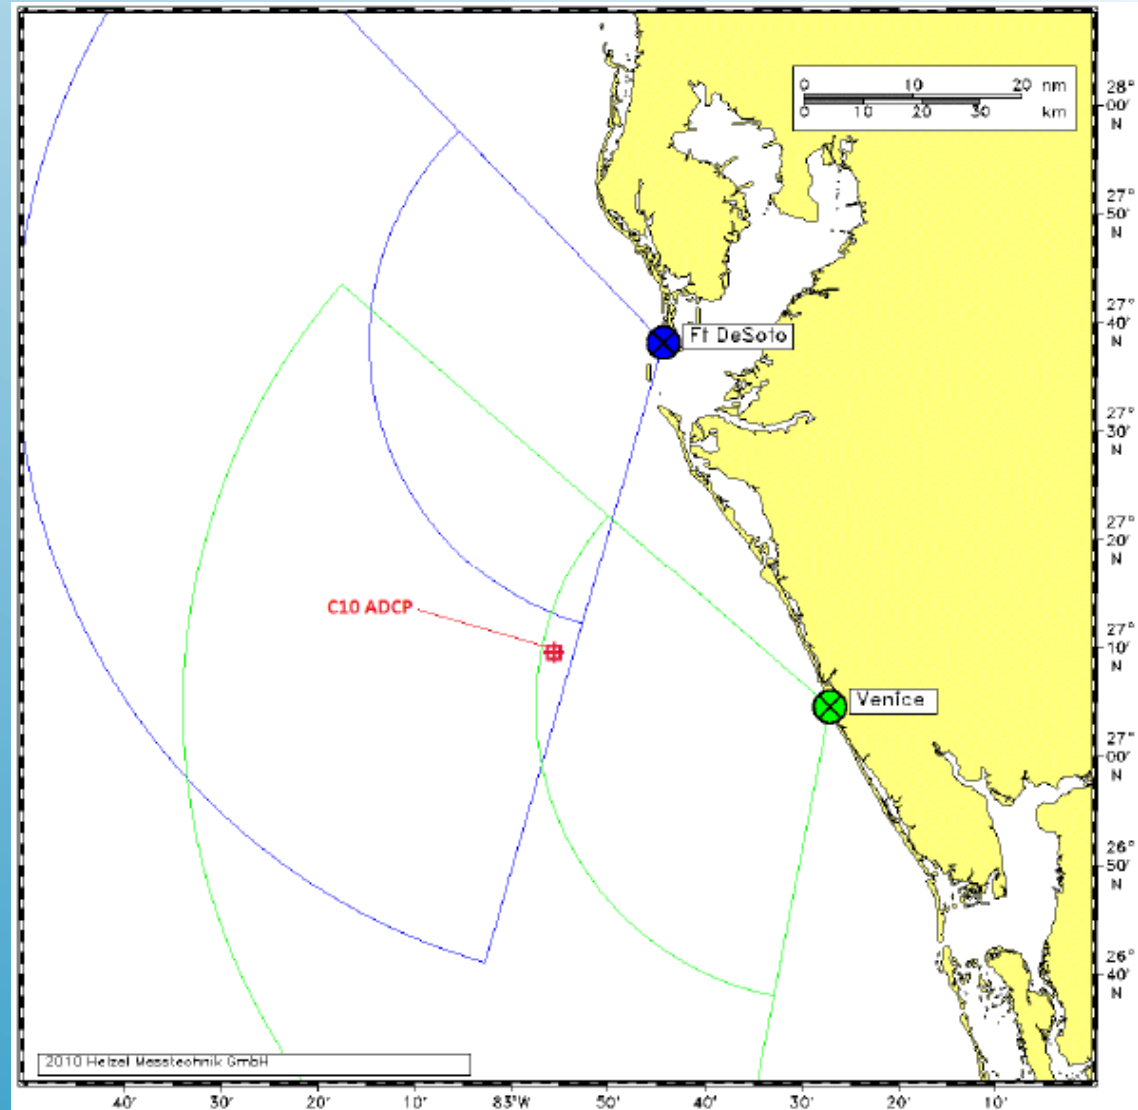 0 10 20 nm
0 10 20 30 km
28° 00' N
27° 50' N
27° 40' N
Ft DeSoto
27° 30' N
27° 20' N
C10 ADCP
27° 10' N
Venice
27° 00' N
26° 50' N
26° 40' N
2010 Helzel Messtechnik GmbH
40' 30' 20' 10' 83°W 50' 40' 30' 20' 10'